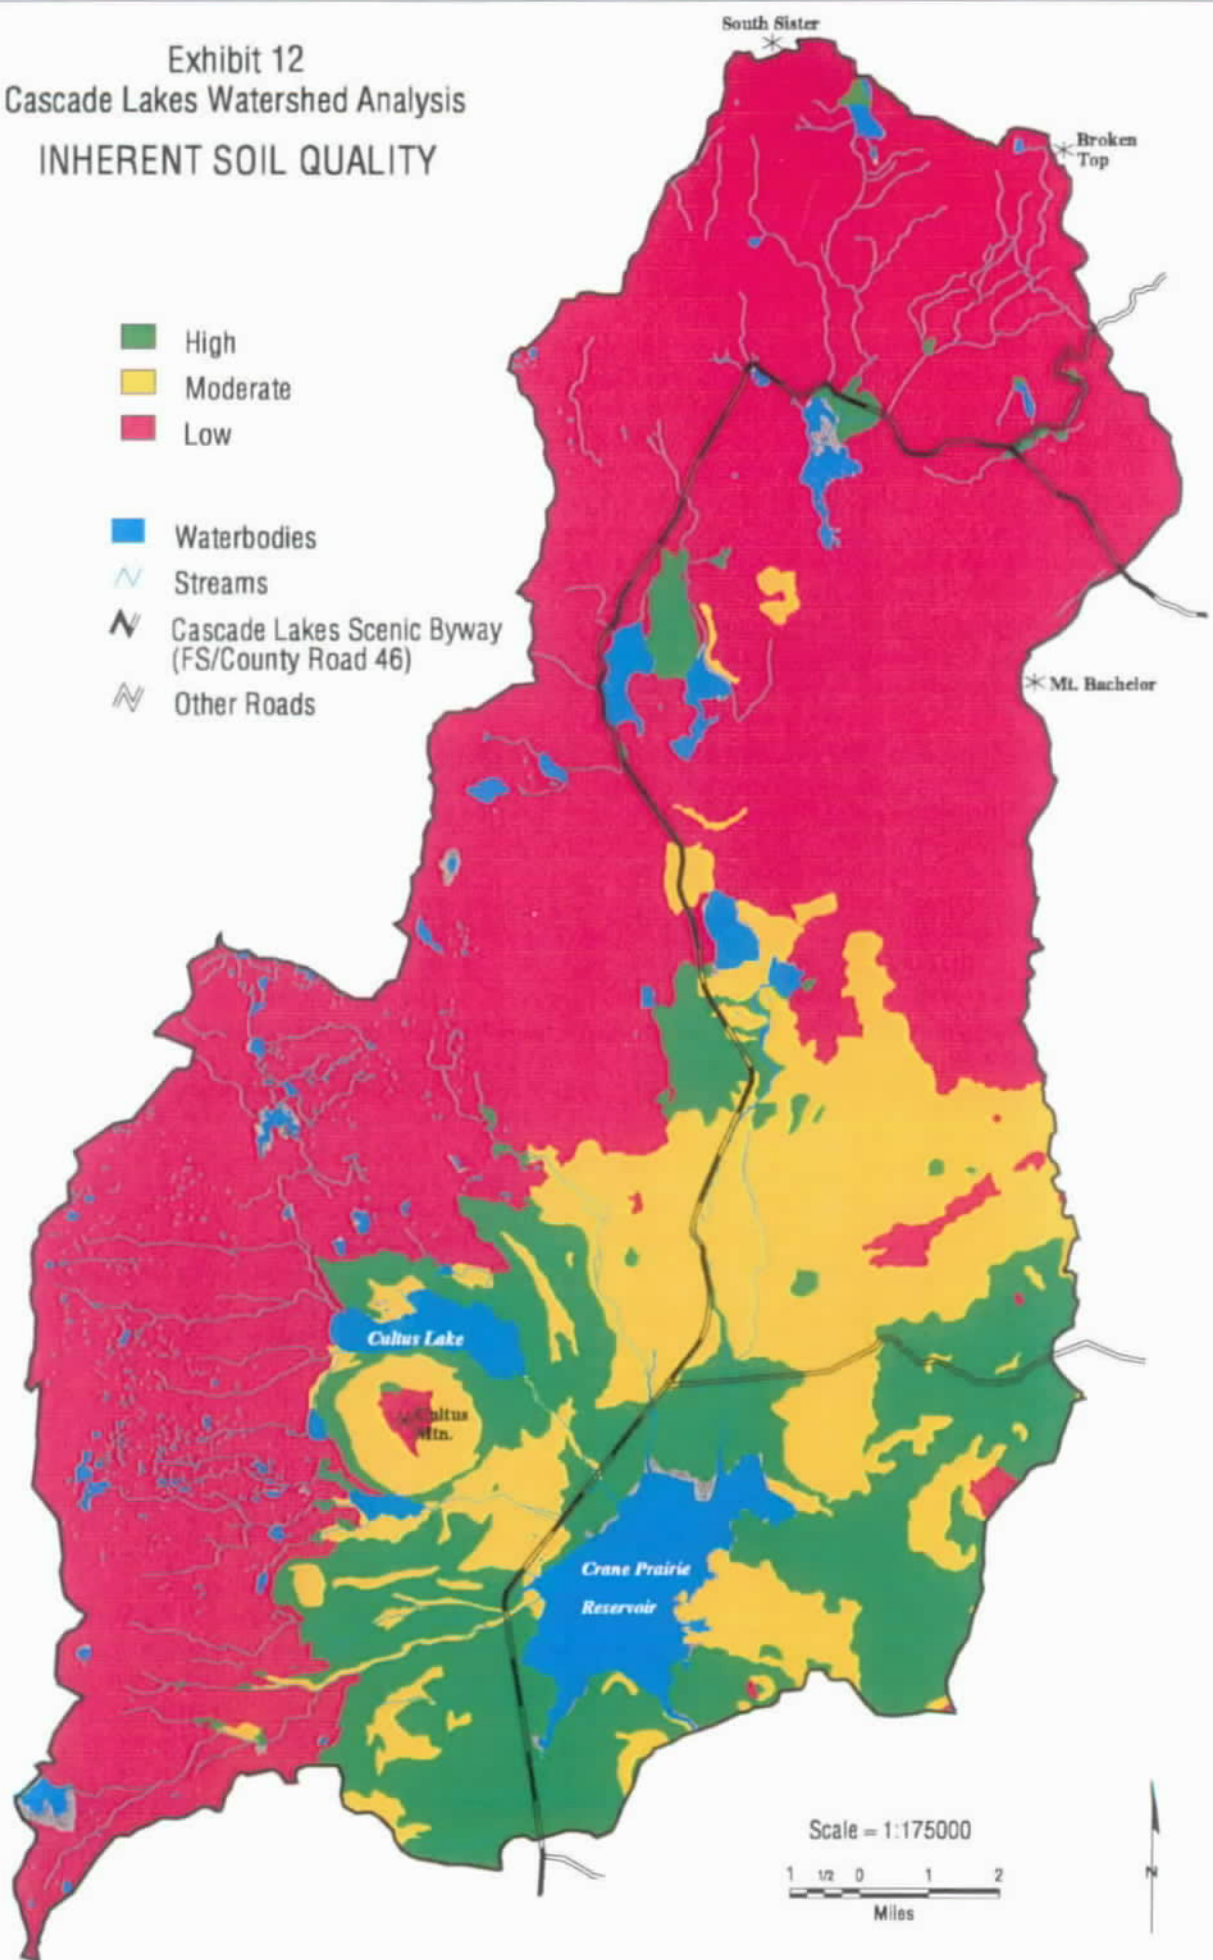 Exhibit 12
Cascade Lakes Watershed Analysis
INHERENT SOIL QUALITY
South Sister
Broken
Top
High
Moderate
Low
Waterbodies
Streams
Cascade Lakes Scenic Byway
(FS/County Road 46)
Other Roads
Mt. Bachelor
Cultus Lake
Cultus
Mtn.
Crane Prairie
Reservoir
Scale = 1:175000
1 1/2 0 1 2
Miles
N